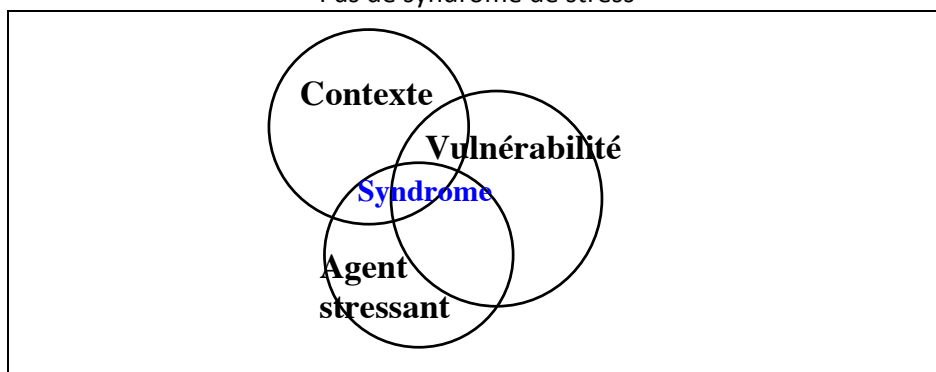 Pas de syndrome de stress
Contexte
Vulnérabilité
Syndrome
Agent
stressant